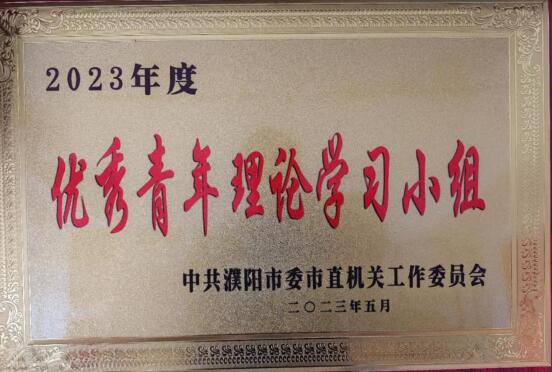 2023年度
优秀青年理论学习小组
中共濮阳市委市直机关工作委员会
二〇二三年五月